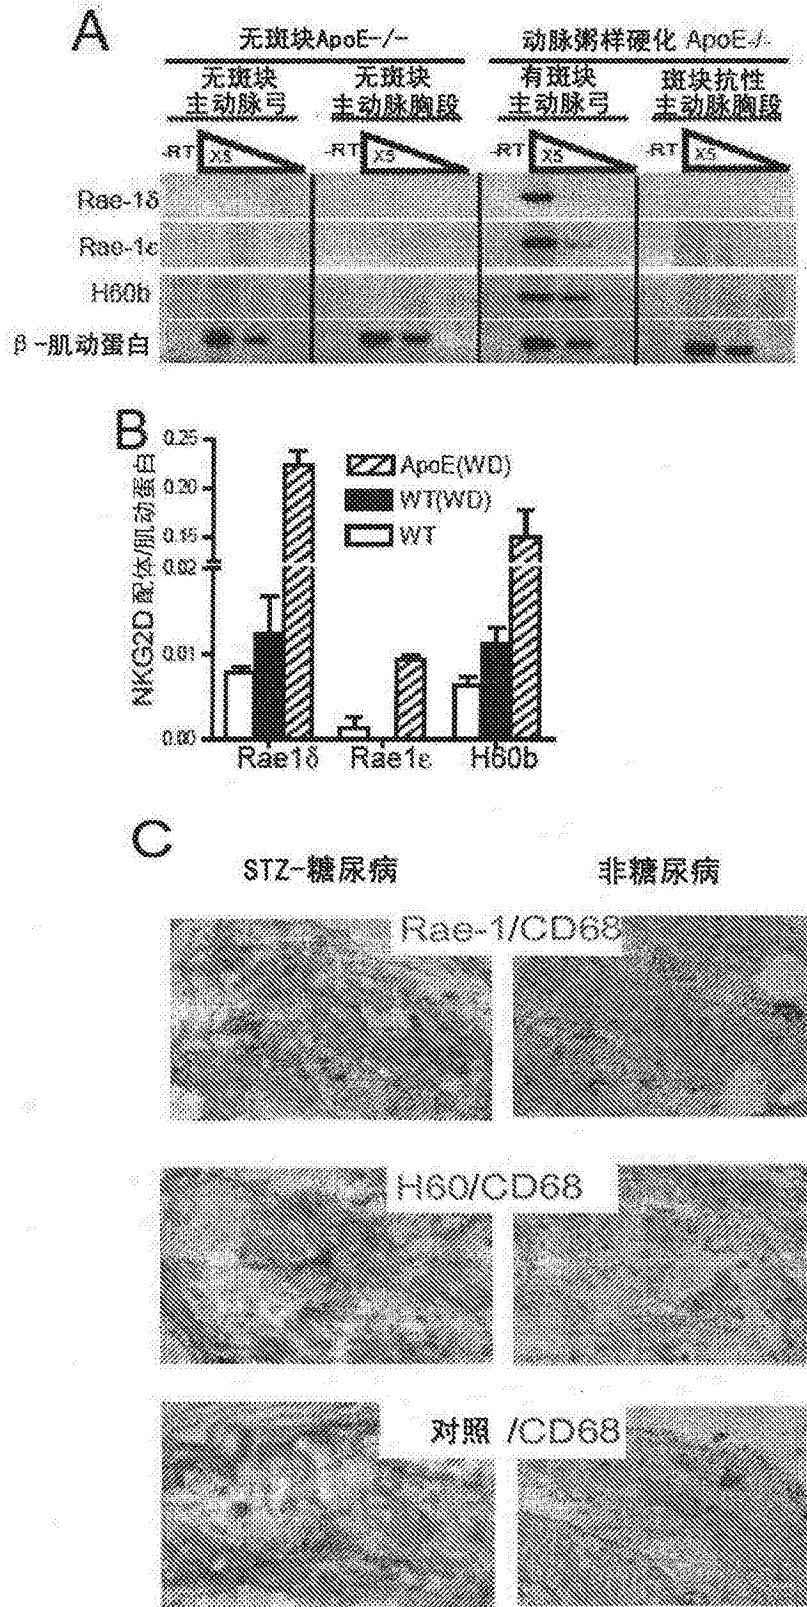 A
无斑块ApoE-/- 动脉粥样硬化 ApoE-/-
无斑块 无斑块 有斑块 斑块抗性
主动脉弓 主动脉胸段 主动脉弓 主动脉胸段
-RT X5 -RT X5 -RT X5 -RT X5
Rae-1δ
Rae-1ε
H60b
β-肌动蛋白
B
NKG2D 配体/肌动蛋白
0.25
0.20
0.15
0.02
0.01
0.00
ApoE(WD)
WT(WD)
WT
Rae1δ Rae1ε H60b
C
STZ-糖尿病 非糖尿病
Rae-1/CD68
H60/CD68
对照 /CD68